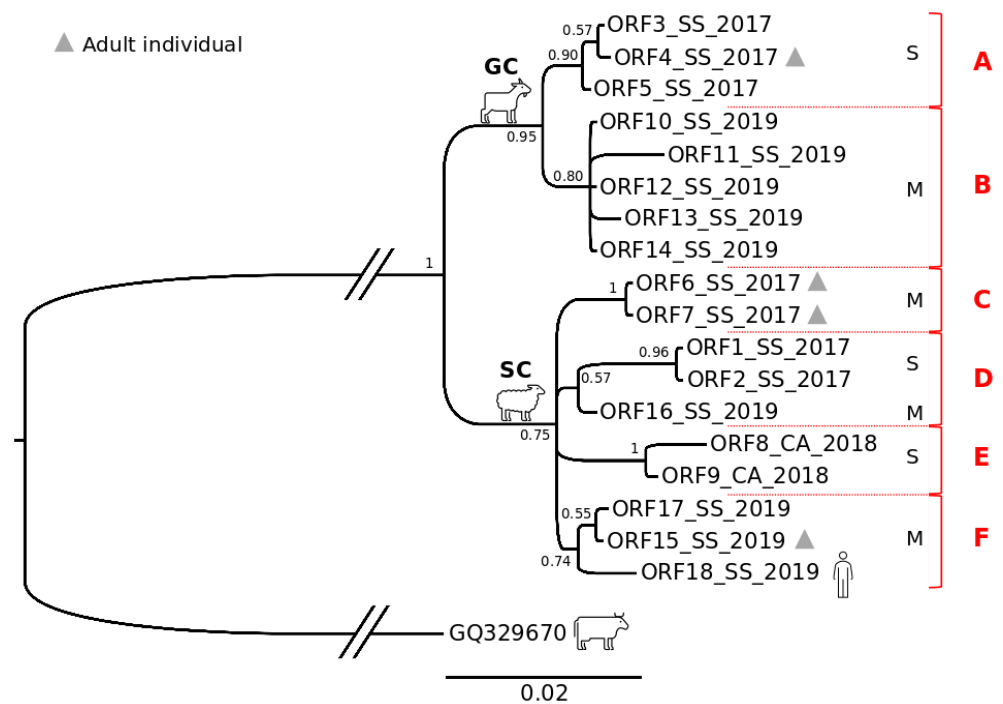 ORF3_SS_2017
Adult individual
0.57
ORF4_SS_2017
S
A
0.90
GC
ORF5_SS_2017
ORF10_SS_2019
0.95
ORF11_SS_2019
0.80
ORF12_SS_2019
M
B
ORF13_SS_2019
ORF14_SS_2019
1
ORF6_SS_2017
1
M
C
ORF7_SS_2017
ORF1_SS_2017
0.96
S
SC
0.57
ORF2_SS_2017
D
ORF16_SS_2019
M
0.75
ORF8_CA_2018
1
S
E
ORF9_CA_2018
ORF17_SS_2019
0.55
ORF15_SS_2019
M
F
0.74
ORF18_SS_2019
GQ329670
0.02